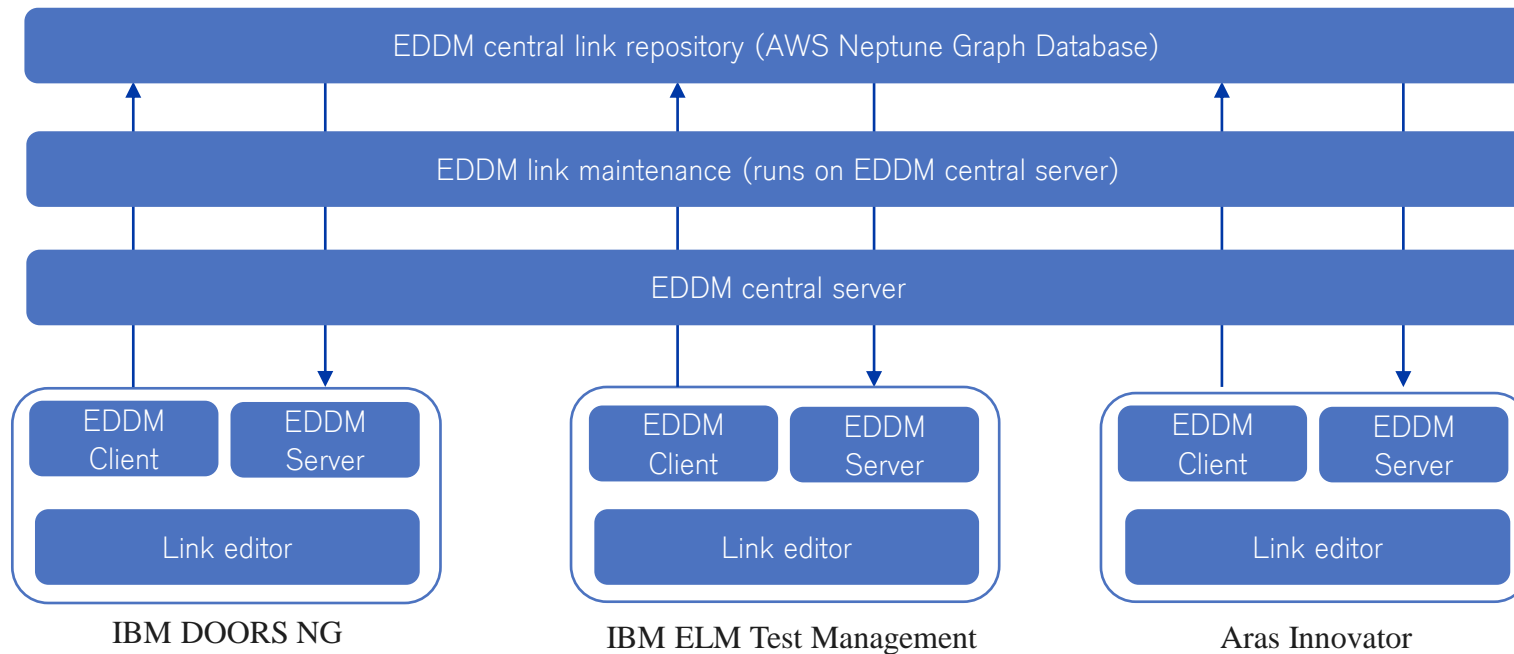 EDDM central link repository (AWS Neptune Graph Database)
EDDM link maintenance (runs on EDDM central server)
EDDM central server
EDDM
Client
EDDM
Server
Link editor
IBM DOORS NG
EDDM
Client
EDDM
Server
Link editor
IBM ELM Test Management
EDDM
Client
EDDM
Server
Link editor
Aras Innovator